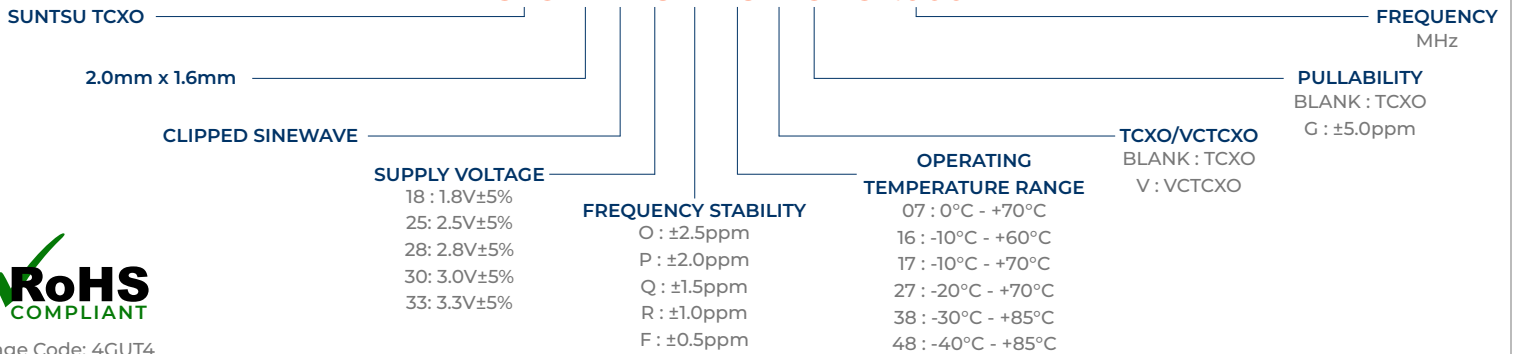 SUNTSU TCXO
FREQUENCY
MHz
2.0mm x 1.6mm
PULLABILITY
BLANK : TCXO
G : ±5.0ppm
CLIPPED SINEWAVE
TCXO/VCTCXO
BLANK : TCXO
V : VCTCXO
SUPPLY VOLTAGE
18 : 1.8V±5%
25: 2.5V±5%
28: 2.8V±5%
30: 3.0V±5%
33: 3.3V±5%
FREQUENCY STABILITY
O : ±2.5ppm
P : ±2.0ppm
Q : ±1.5ppm
R : ±1.0ppm
F : ±0.5ppm
OPERATING
TEMPERATURE RANGE
07 : 0°C - +70°C
16 : -10°C - +60°C
17 : -10°C - +70°C
27 : -20°C - +70°C
38 : -30°C - +85°C
48 : -40°C - +85°C
RoHS
COMPLIANT
Code: 4GUT4